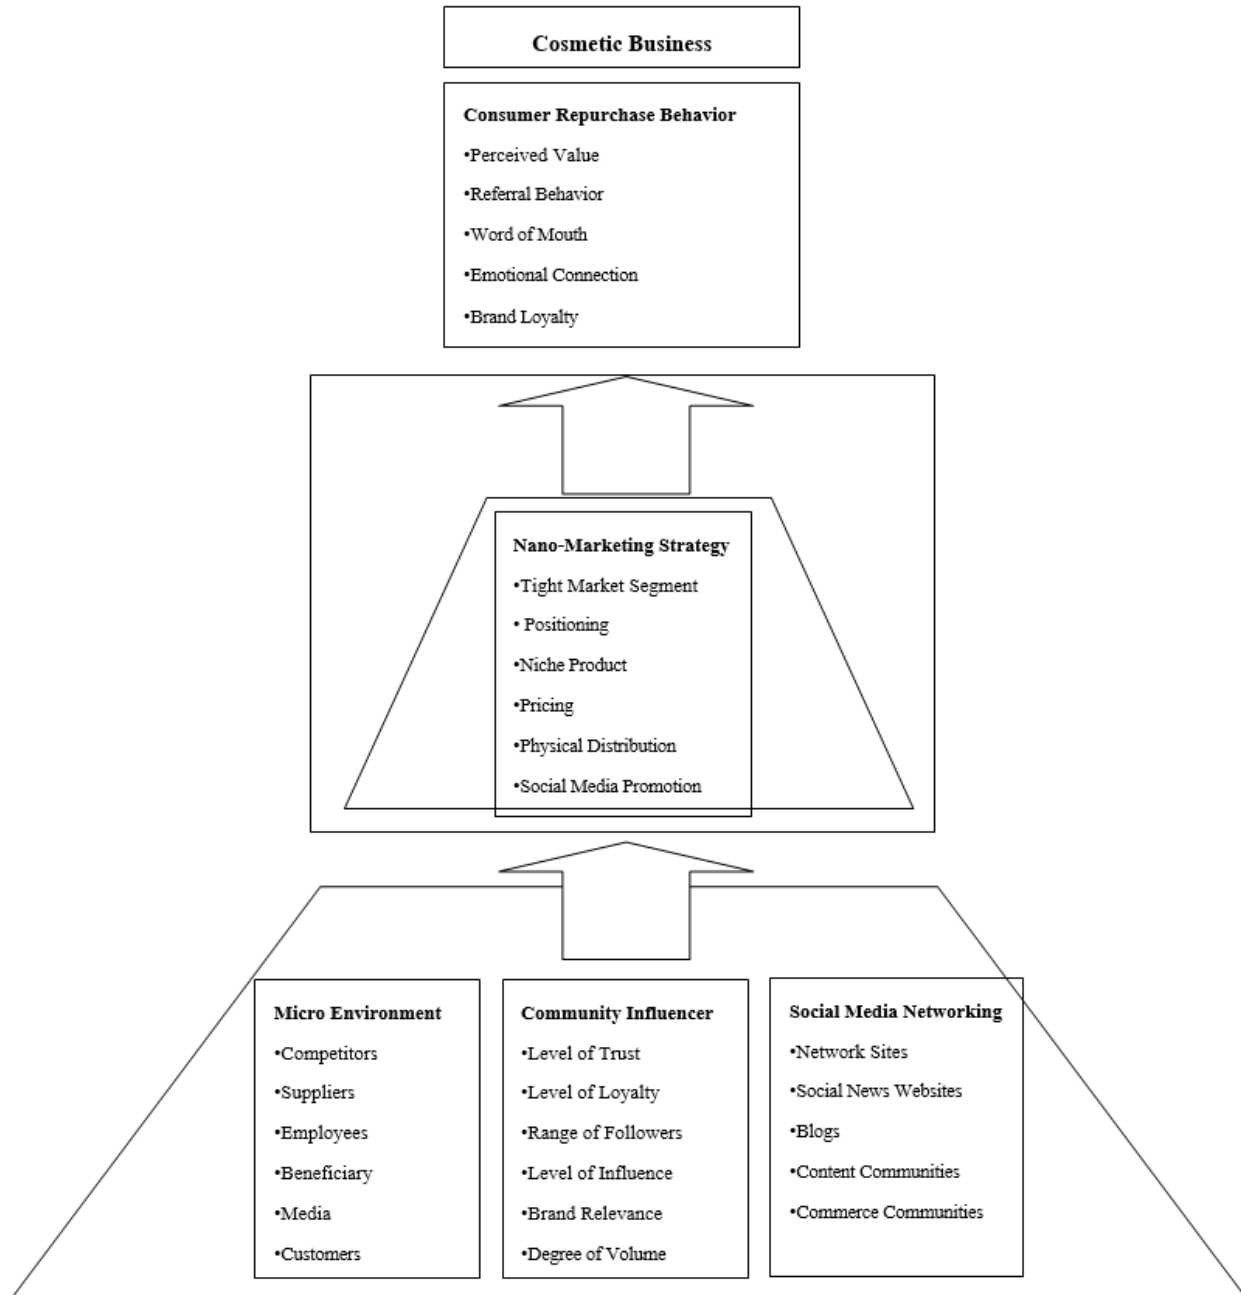 Cosmetic Business
Consumer Repurchase Behavior
•Perceived Value
•Referral Behavior
•Word of Mouth
•Emotional Connection
•Brand Loyalty
Nano-Marketing Strategy
•Tight Market Segment
• Positioning
•Niche Product
•Pricing
•Physical Distribution
•Social Media Promotion
Micro Environment
•Competitors
•Suppliers
•Employees
•Beneficiary
•Media
•Customers
Community Influencer
•Level of Trust
•Level of Loyalty
•Range of Followers
•Level of Influence
•Brand Relevance
•Degree of Volume
Social Media Networking
•Network Sites
•Social News Websites
•Blogs
•Content Communities
•Commerce Communities